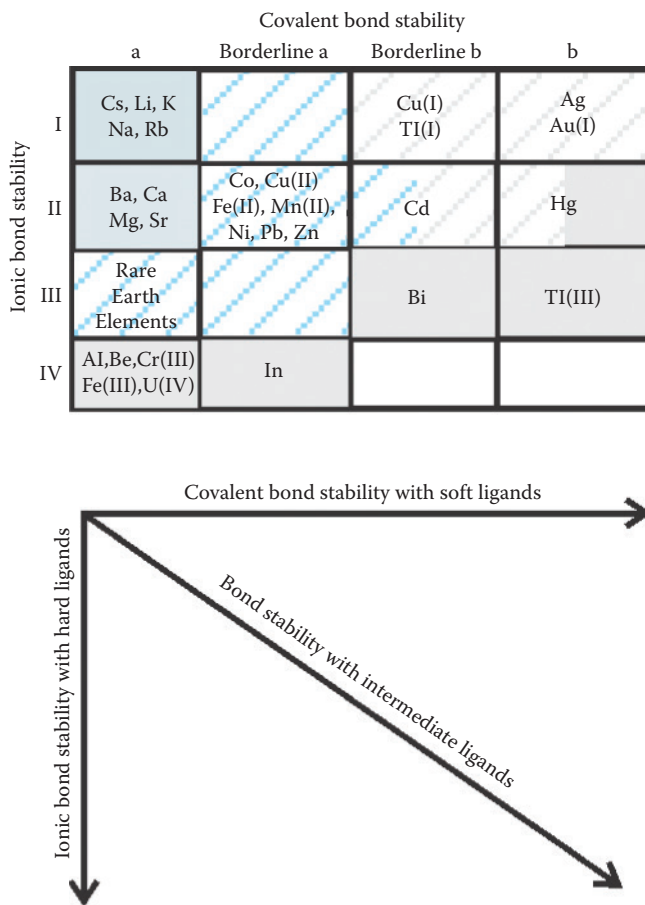 Covalent bond stability
a Borderline a Borderline b b
Ionic bond stability
I
Cs, Li, K
Na, Rb
Cu(I)
TI(I)
Ag
Au(I)
II
Ba, Ca
Mg, Sr
Co, Cu(II)
Fe(II), Mn(II),
Ni, Pb, Zn
Cd
Hg
III
Rare
Earth
Elements
Bi
TI(III)
IV
AI,Be,Cr(III)
Fe(III),U(IV)
In
Covalent bond stability with soft ligands
Ionic bond stability with hard ligands
Bond stability with intermediate ligands